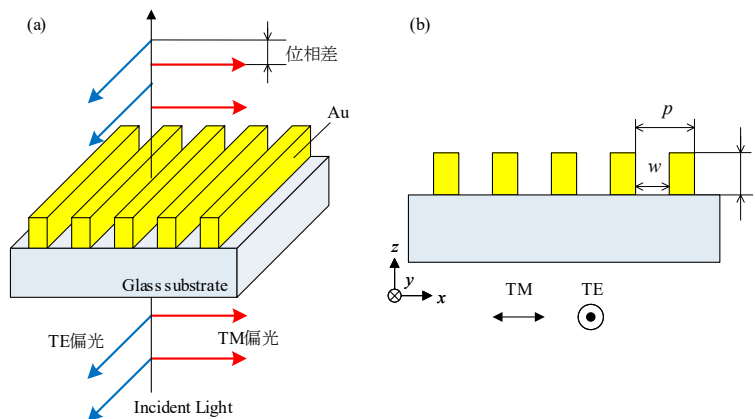 (a)
位相差
Au
Glass substrate
TE偏光
TM偏光
Incident Light
(b)
p
w
z
y
x
TM
TE